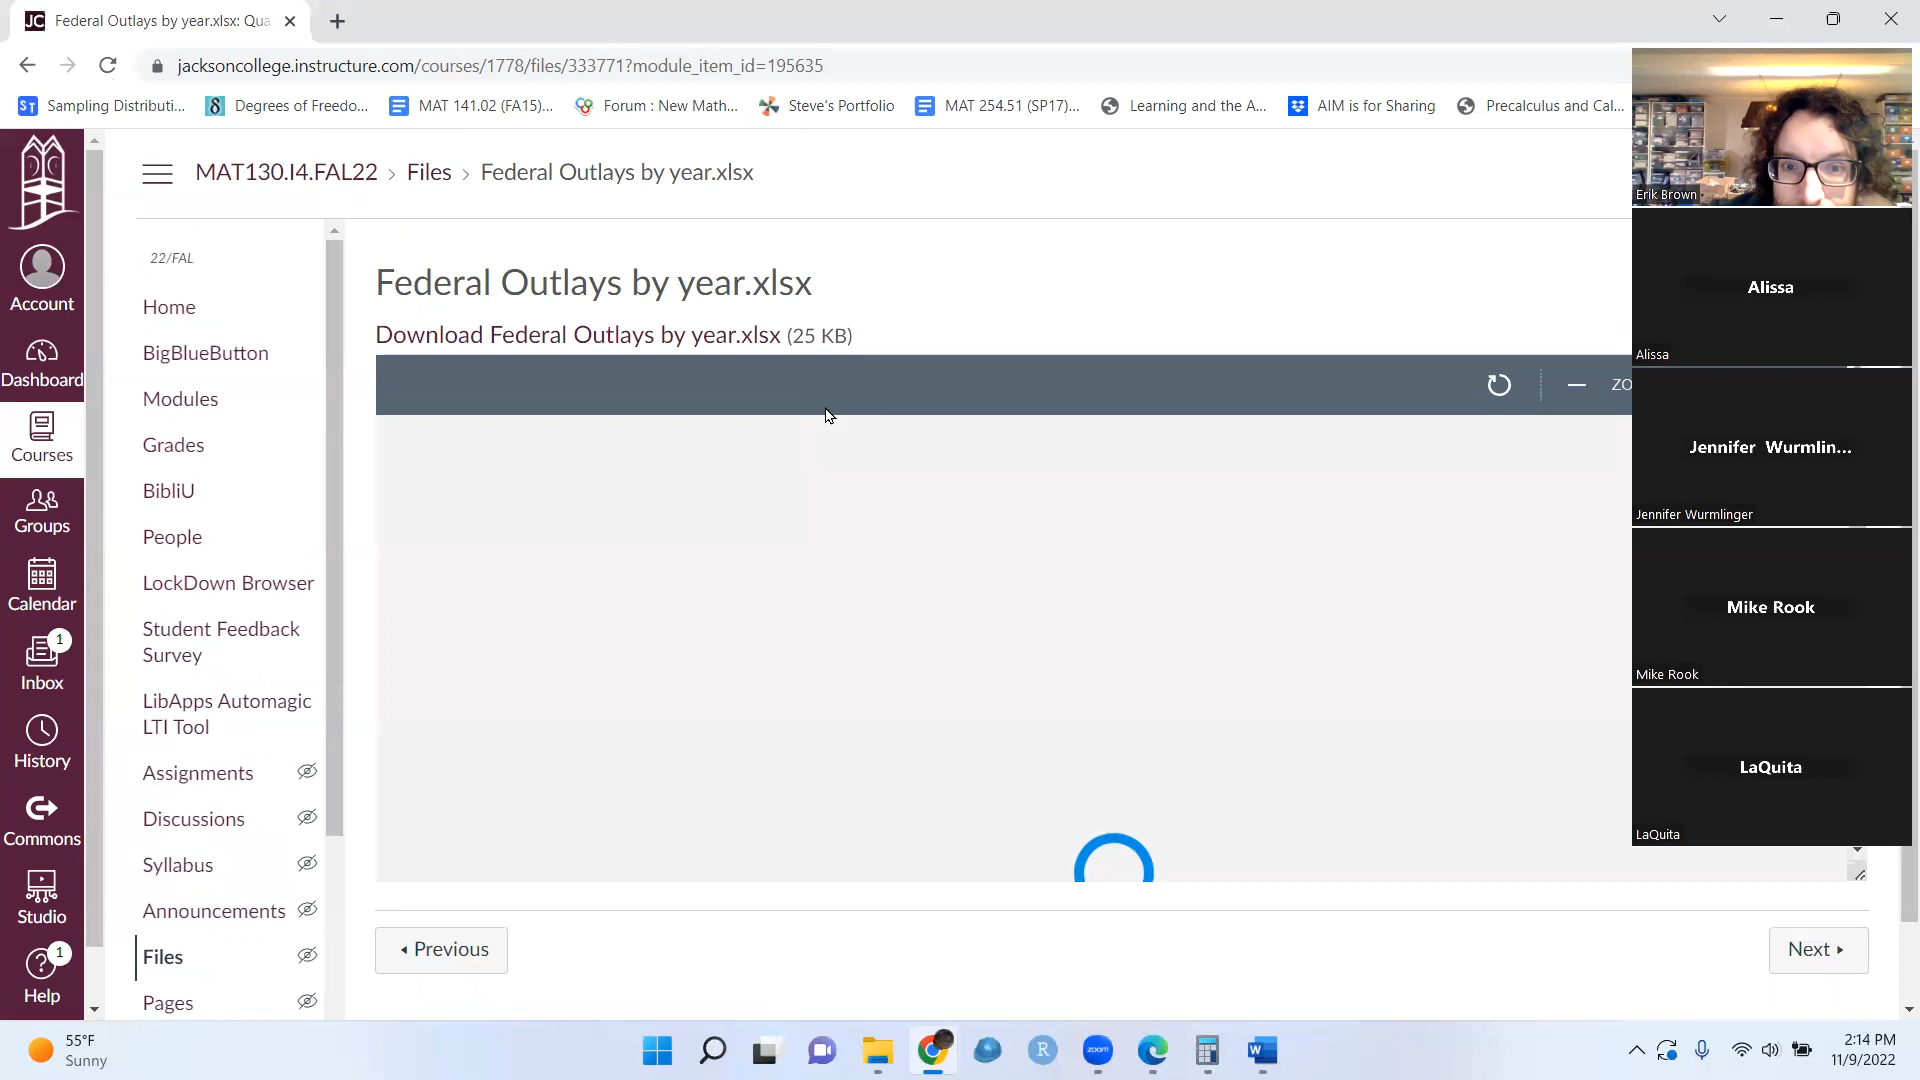 JC Federal Outlays by year.xlsx: Qua
jacksoncollege.instructure.com/courses/1778/files/333771?module_item_id=195635
ST Sampling Distributi... Degrees of Freedo... MAT 141.02 (FA15)... Forum : New Math... Steve's Portfolio MAT 254.51 (SP17)... Learning and the A... AIM is for Sharing Precalculus and Cal...
MAT130.I4.FAL22 › Files › Federal Outlays by year.xlsx
Account
Dashboard
Courses
Groups
Calendar
1
Inbox
History
Commons
Studio
1
Help
22/FAL
Home
BigBlueButton
Modules
Grades
BibliU
People
LockDown Browser
Student Feedback
Survey
LibApps Automagic
LTI Tool
Assignments
Discussions
Syllabus
Announcements
Files
Pages
Federal Outlays by year.xlsx
Download Federal Outlays by year.xlsx (25 KB)
ZO
Previous
Next
Erik Brown
Alissa
Alissa
Jennifer Wurmlin...
Jennifer Wurmlinger
Mike Rook
Mike Rook
LaQuita
LaQuita
55°F
Sunny
R
zoom
W
2:14 PM
11/9/2022